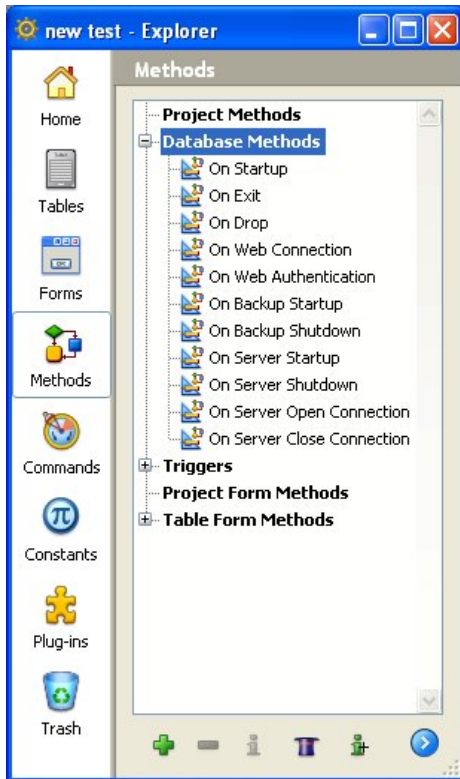 new test - Explorer
Methods
Home
Tables
Forms
Methods
Commands
Constants
Plug-ins
Trash
Project Methods
Database Methods
On Startup
On Exit
On Drop
On Web Connection
On Web Authentication
On Backup Startup
On Backup Shutdown
On Server Startup
On Server Shutdown
On Server Open Connection
On Server Close Connection
Triggers
Project Form Methods
Table Form Methods